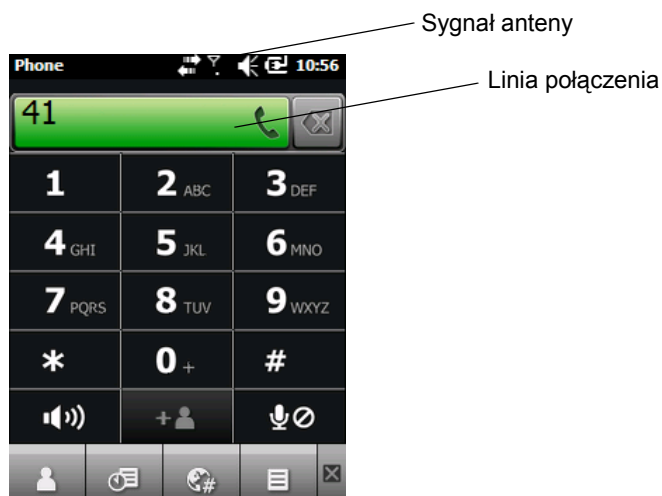 Sygnał anteny
Phone 10:56
Linia połączenia
41
1 2 ABC 3 DEF
4 GHI 5 JKL 6 MNO
7 PQRS 8 TUV 9 WXYZ
* 0 + #
+
#